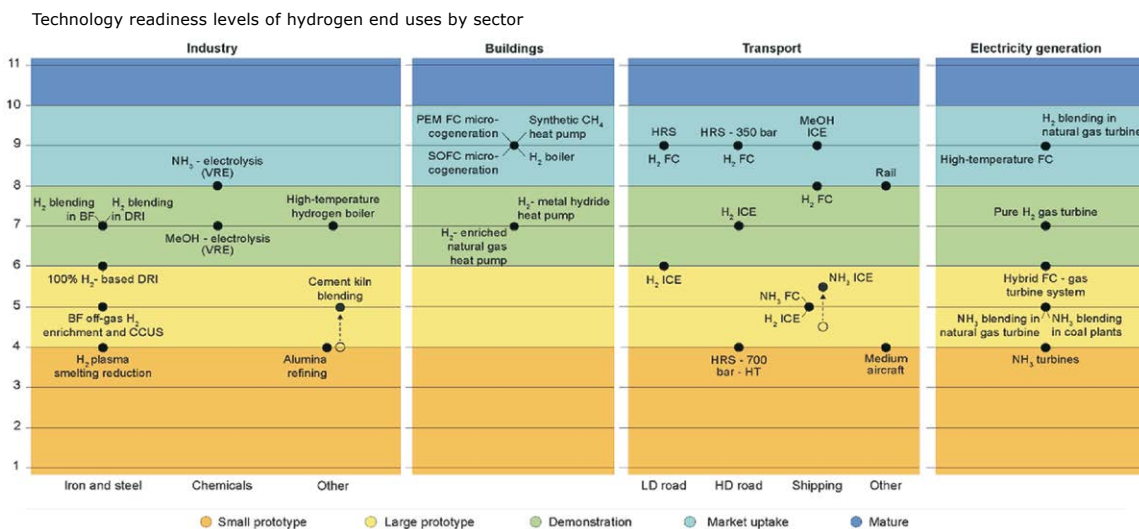 Technology readiness levels of hydrogen end uses by sector
Industry
Buildings
Transport
Electricity generation
11
10
9
8
7
6
5
4
3
2
1
NH₃ - electrolysis
(VRE)
H₂ blending
in BF
H₂ blending
in DRI
High-temperature
hydrogen boiler
MeOH - electrolysis
(VRE)
100% H₂- based DRI
Cement kiln
blending
BF off-gas H₂
enrichment and CCUS
H₂ plasma
smelting reduction
Alumina
refining
PEM FC micro-
cogeneration
Synthetic CH₄
heat pump
SOFC micro-
cogeneration
H₂ boiler
H₂- metal hydride
heat pump
H₂- enriched
natural gas
heat pump
HRS
H₂ FC
HRS - 350 bar
H₂ FC
MeOH
ICE
Rail
H₂ FC
H₂ ICE
H₂ ICE
NH₃ ICE
NH₃ FC
H₂ ICE
HRS - 700
bar - HT
Medium
aircraft
H₂ blending in
natural gas turbine
High-temperature FC
Pure H₂ gas turbine
Hybrid FC - gas
turbine system
NH₃ blending in
natural gas turbine
NH₃ blending
in coal plants
NH₃ turbines
Iron and steel
Chemicals
Other
LD road
HD road
Shipping
Other
Small prototype
Large prototype
Demonstration
Market uptake
Mature